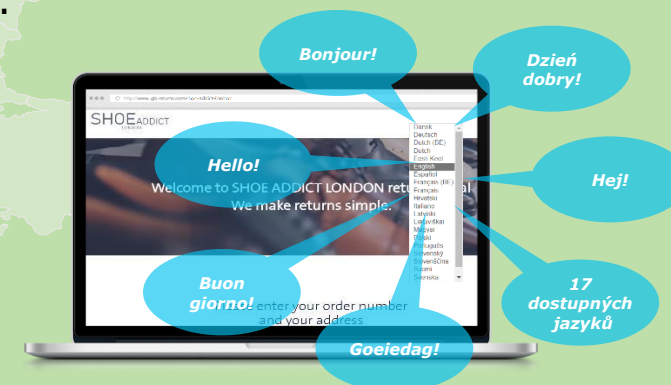 Bonjour!
Dzień
dobry!
SHOE ADDICT
LONDON
Dansk
Deutsch
Dutch (BE)
Dutch
Eesti Keel
English
Español
Français (BE)
Français
Hrvatski
Italiano
Latviski
Lietuviškai
Magyar
Polski
Português
Slovenský
Slovenščina
Suomi
Svenska
Hello!
Hej!
Welcome to SHOE ADDICT LONDON
We make returns simple.
Buon
giorno!
enter your order number
and your address
17
dostupných
jazyků
Goeiedag!